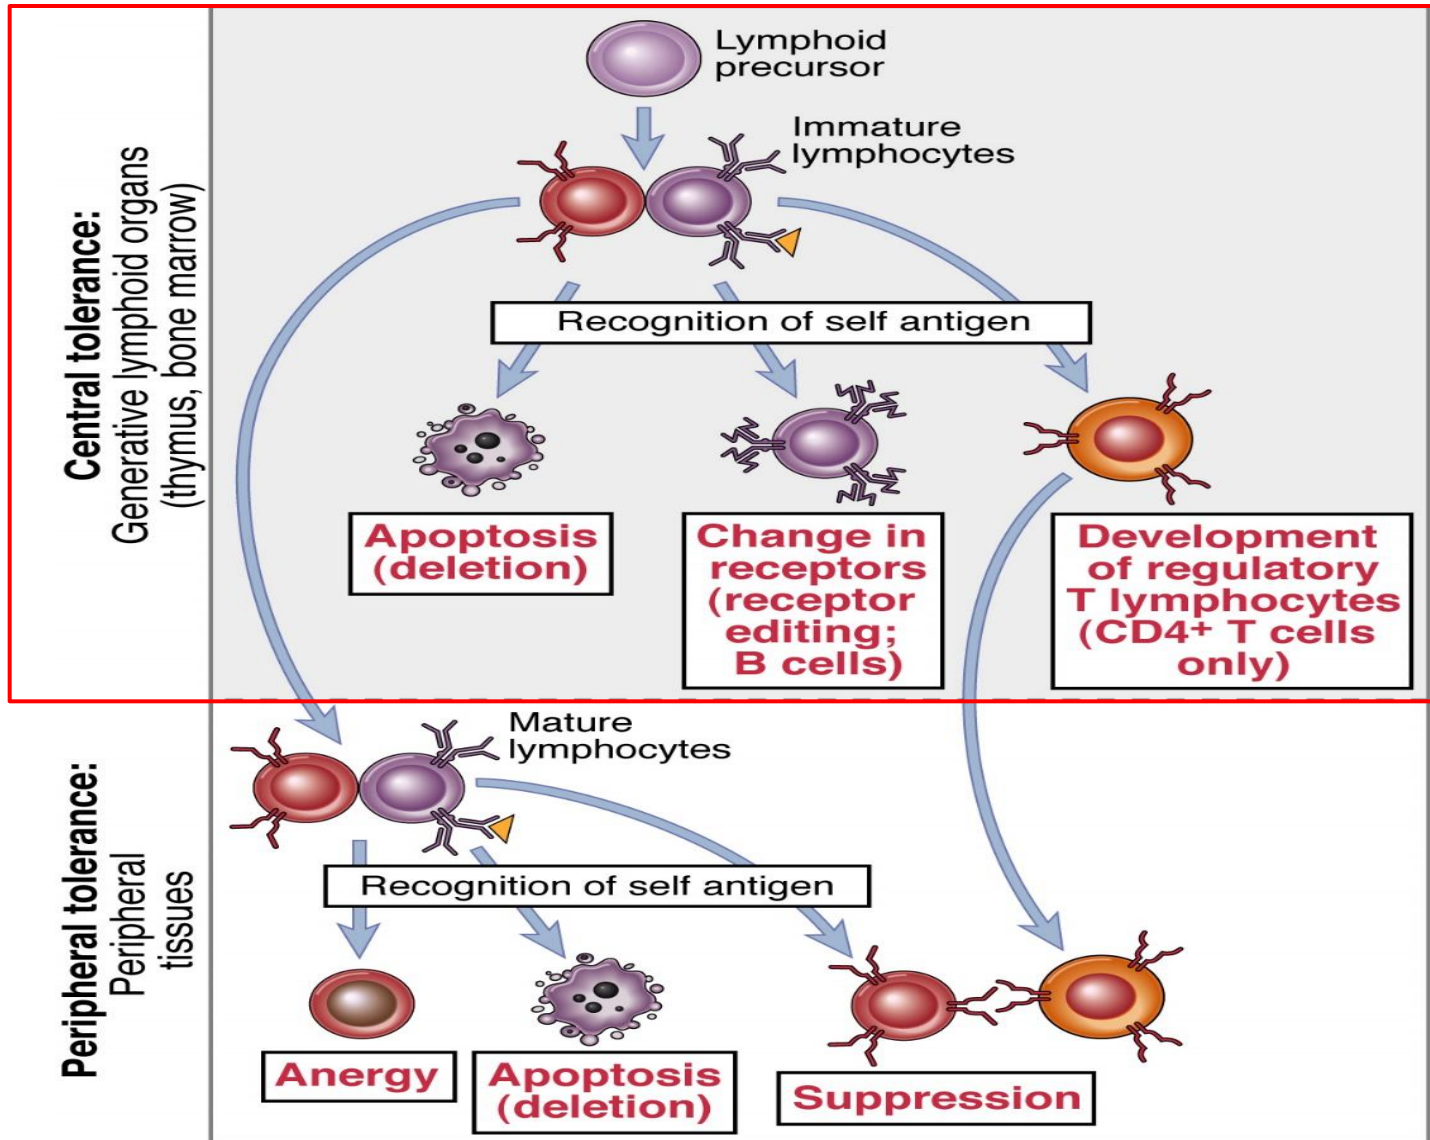 Lymphoid
precursor
Immature
lymphocytes
Central tolerance:
Generative lymphoid organs
(thymus, bone marrow)
Recognition of self antigen
Apoptosis
(deletion)
Change in
receptors
(receptor
editing;
B cells)
Development
of regulatory
T lymphocytes
(CD4+ T cells
only)
Mature
lymphocytes
Peripheral tolerance:
Peripheral
tissues
Recognition of self antigen
Anergy
Apoptosis
(deletion)
Suppression